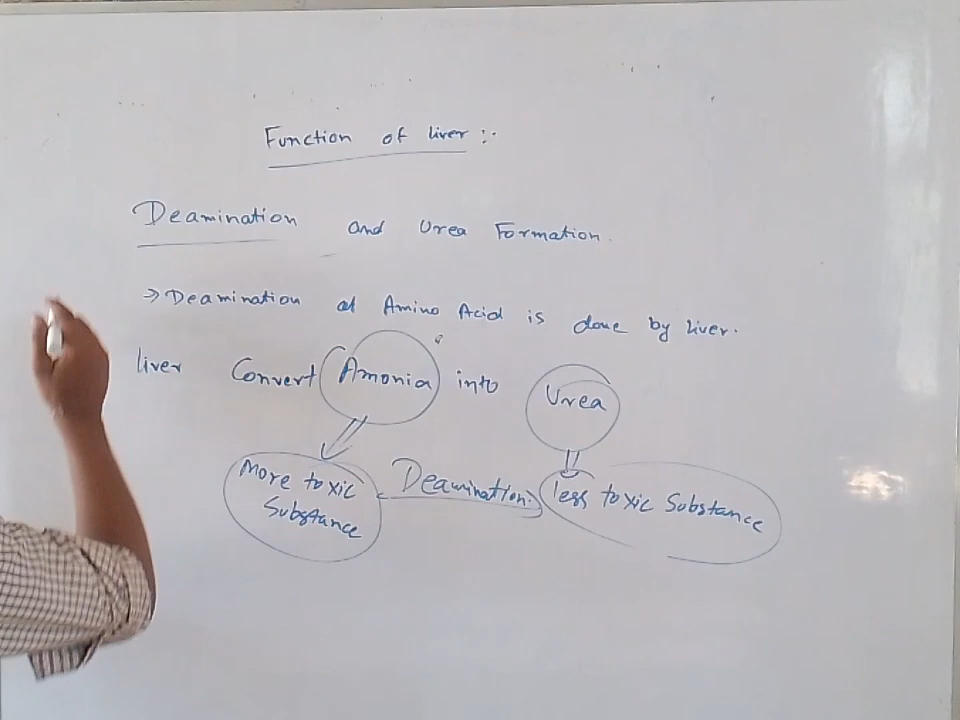 Function of liver :-
Deamination and Urea Formation.
⇒ Deamination of Amino Acid is done by liver.
liver Convert Amonia into Urea
More toxic Substance Deamination: less toxic Substance